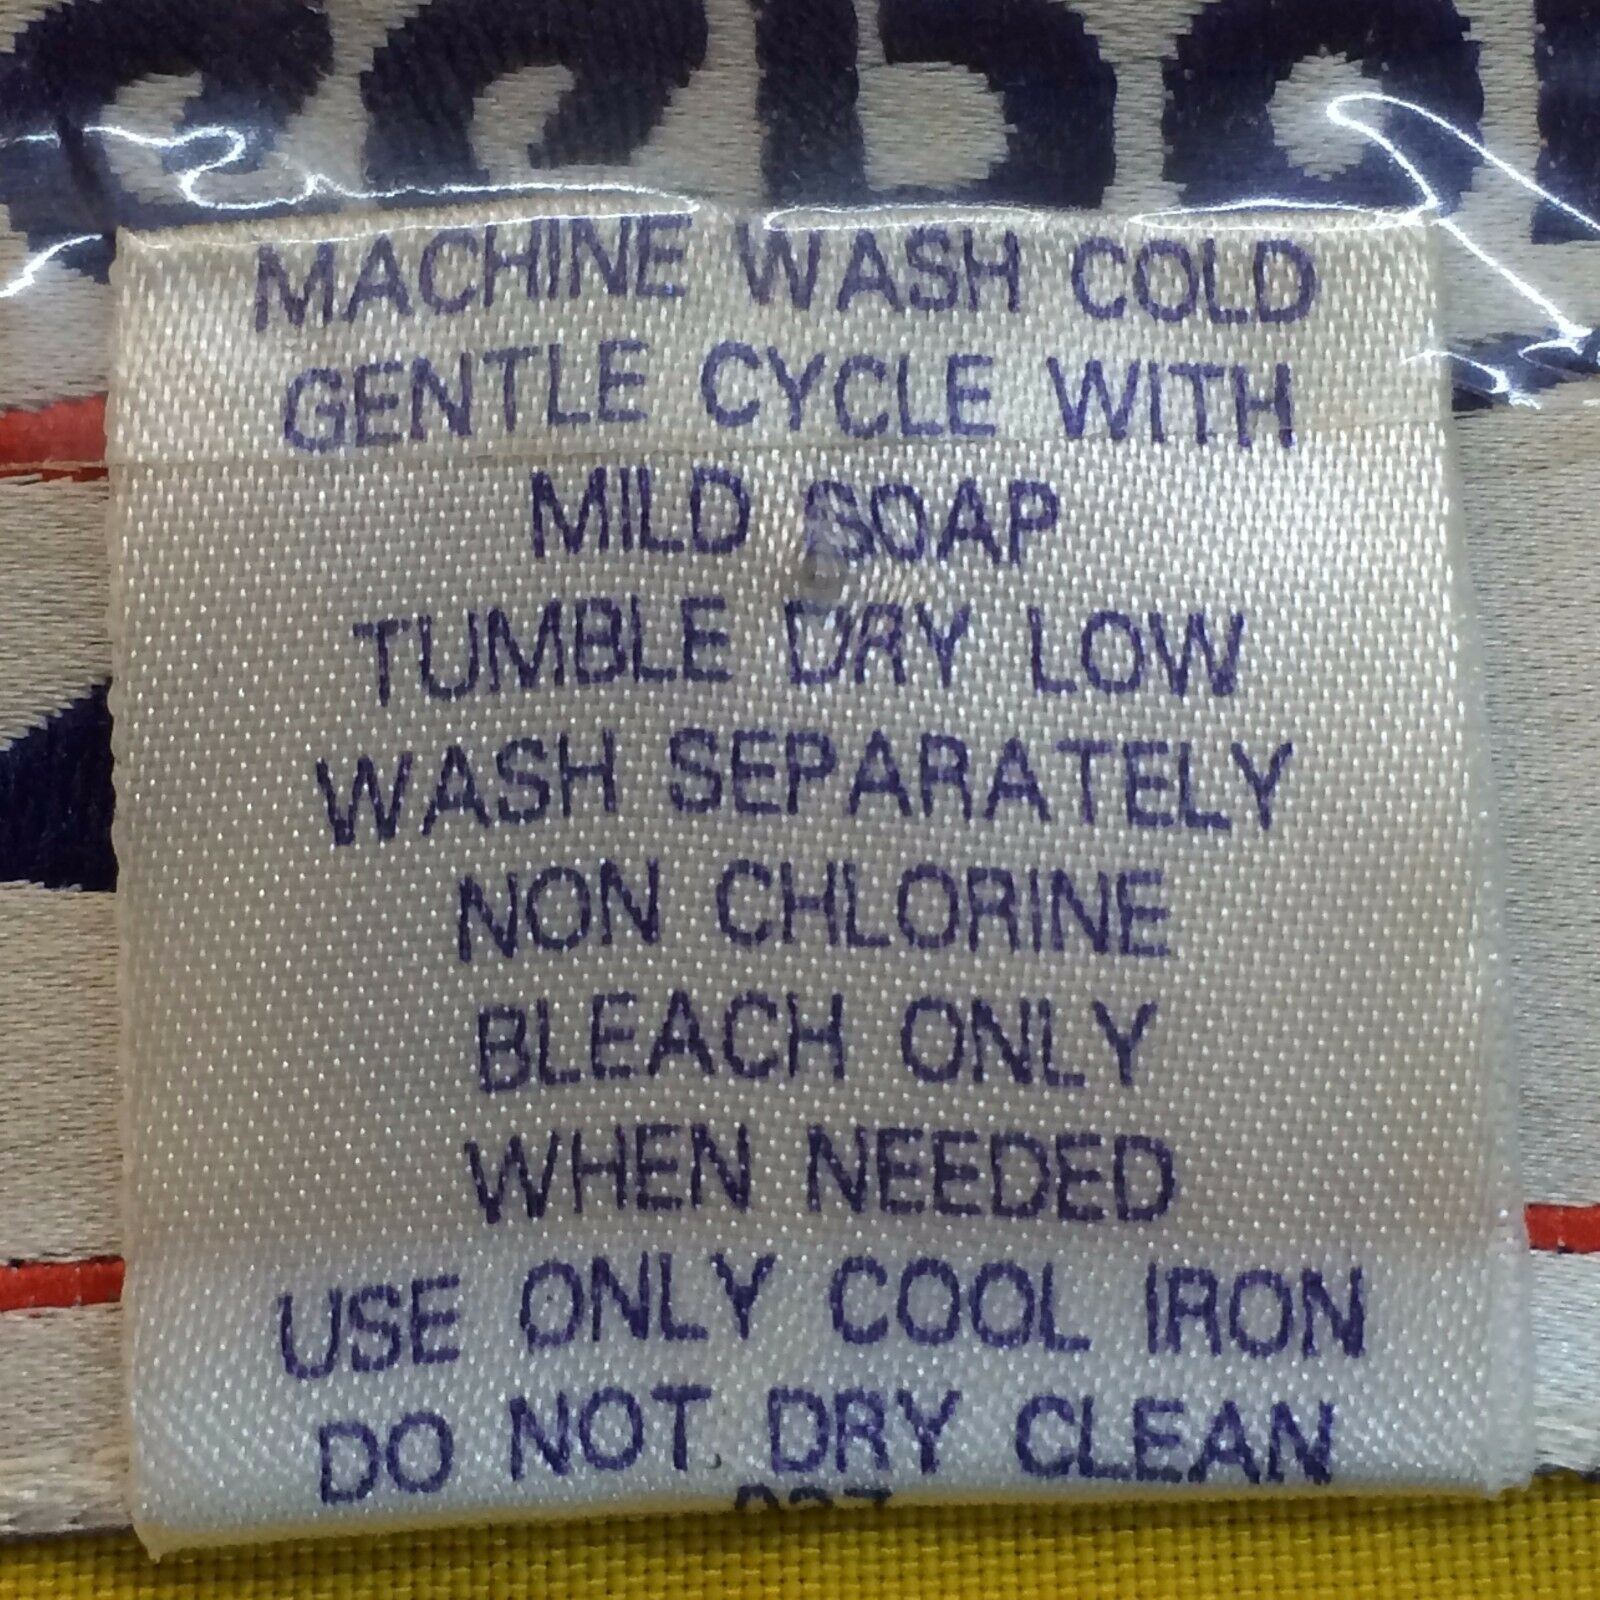 MACHINE WASH COLD
GENTLE CYCLE WITH
MILD SOAP
TUMBLE DRY LOW
WASH SEPARATELY
NON CHLORINE
BLEACH ONLY
WHEN NEEDED
USE ONLY COOL IRON
DO NOT DRY CLEAN